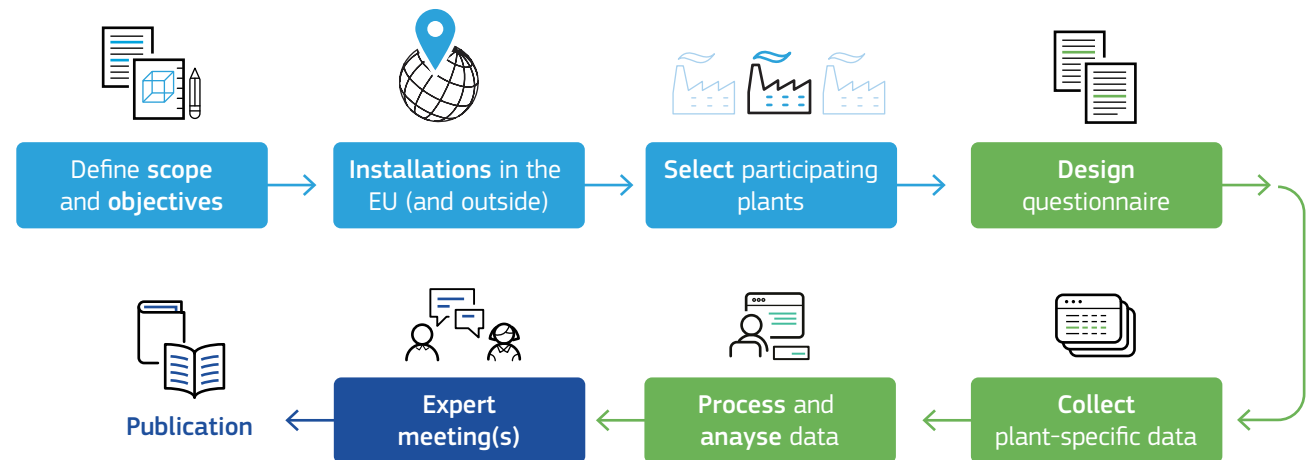 Define scope
and objectives
Installations in the
EU (and outside)
Select participating
plants
Design
questionnaire
Collect
plant-specific data
Process and
anayse data
Expert
meeting(s)
Publication